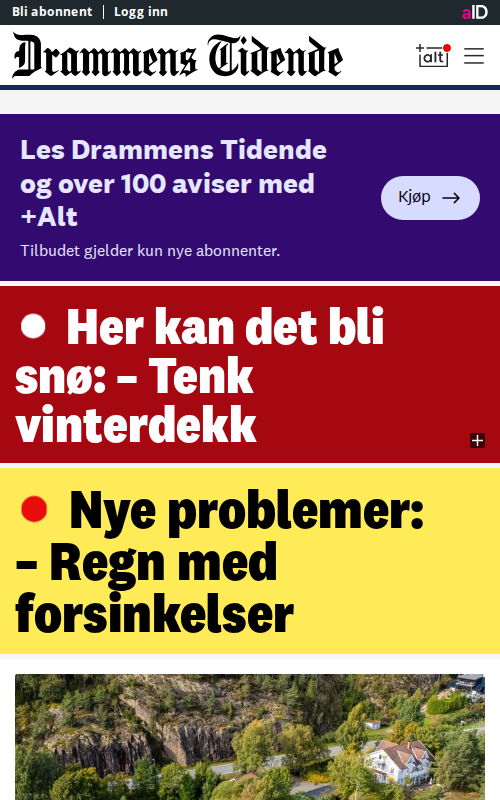 Bli abonnent | Logg inn
aID
Drammens Tidende
+alt
Les Drammens Tidende
og over 100 aviser med
+Alt
Kjøp →
Tilbudet gjelder kun nye abonnenter.
Her kan det bli
snø: – Tenk
vinterdekk
+
Nye problemer:
– Regn med
forsinkelser